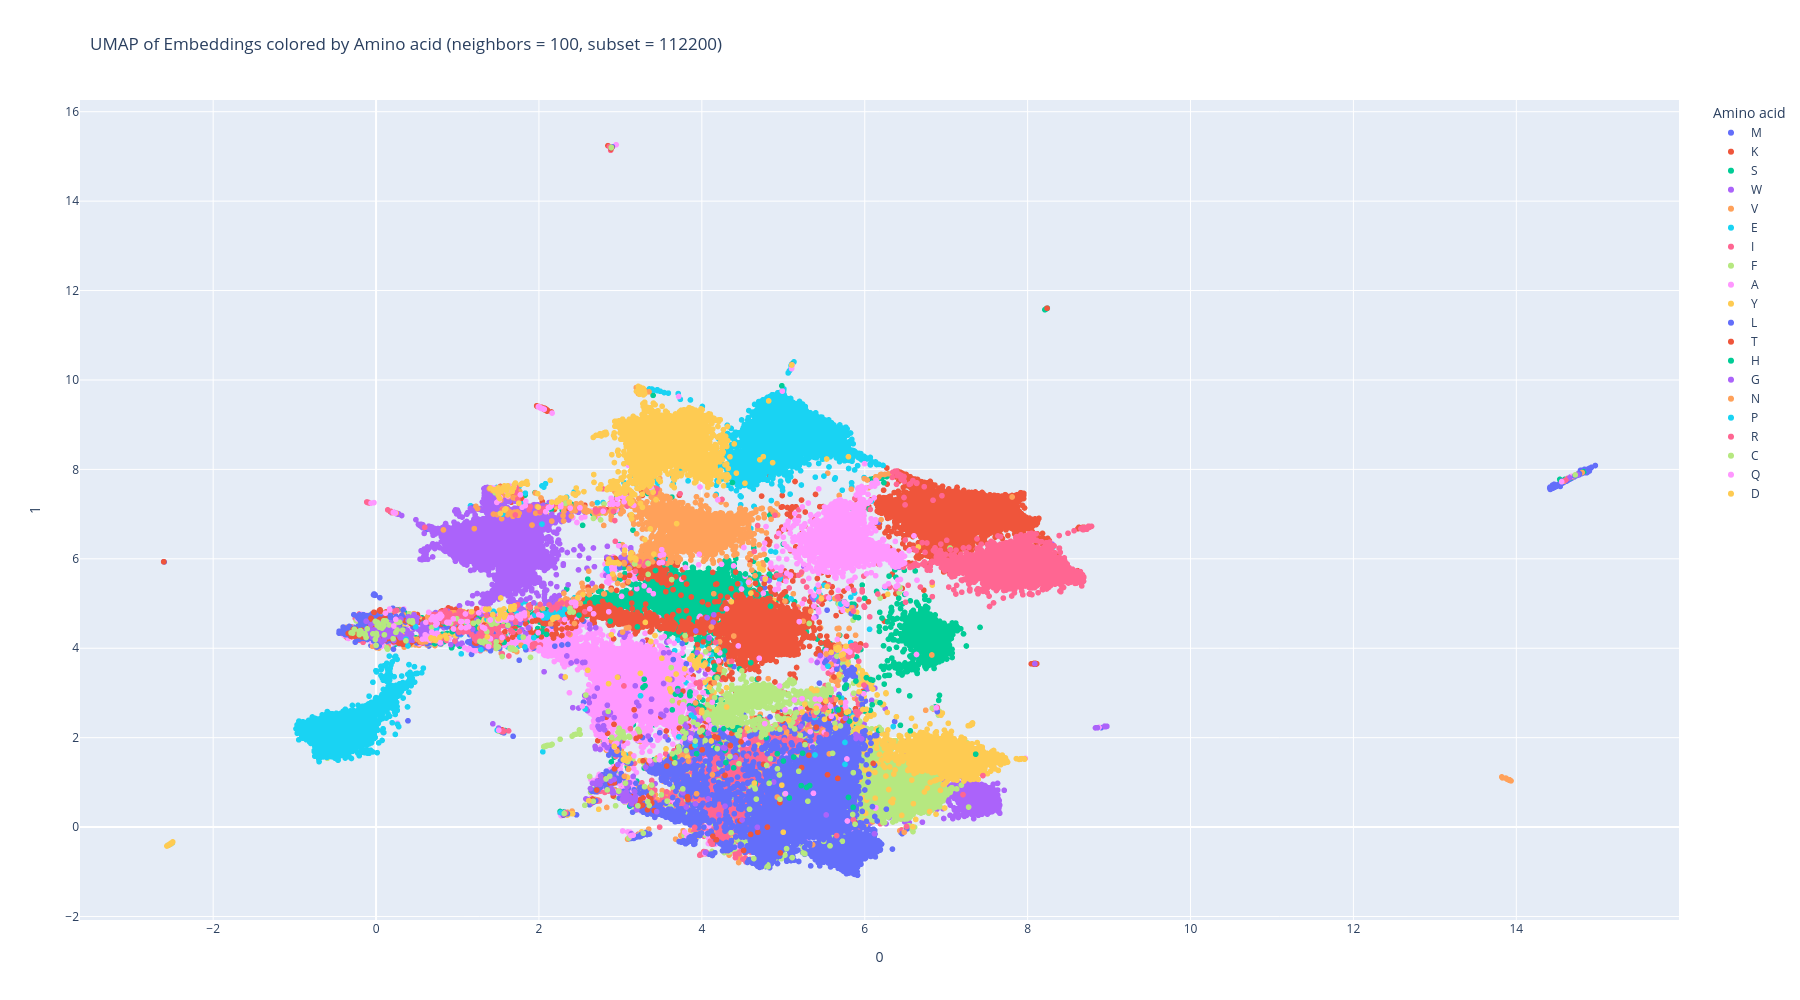 UMAP of Embeddings colored by Amino acid (neighbors = 100, subset = 112200)
Amino acid
M
K
S
W
V
E
I
F
A
Y
L
T
H
G
N
P
R
C
Q
D
16
14
12
10
8
6
4
2
0
−2
1
−2
0
2
4
6
8
10
12
14
0